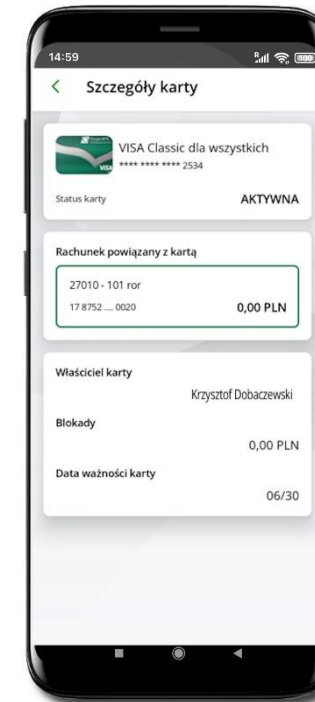 14:59
Szczegóły karty
VISA Classic dla wszystkich
**** **** **** 2534
VISA
Status karty
AKTYWNA
Rachunek powiązany z kartą
27010 - 101 ror
17 8752 .... 0020
0,00 PLN
Właściciel karty
Krzysztof Dobaczewski
Blokady
0,00 PLN
Data ważności karty
06/30